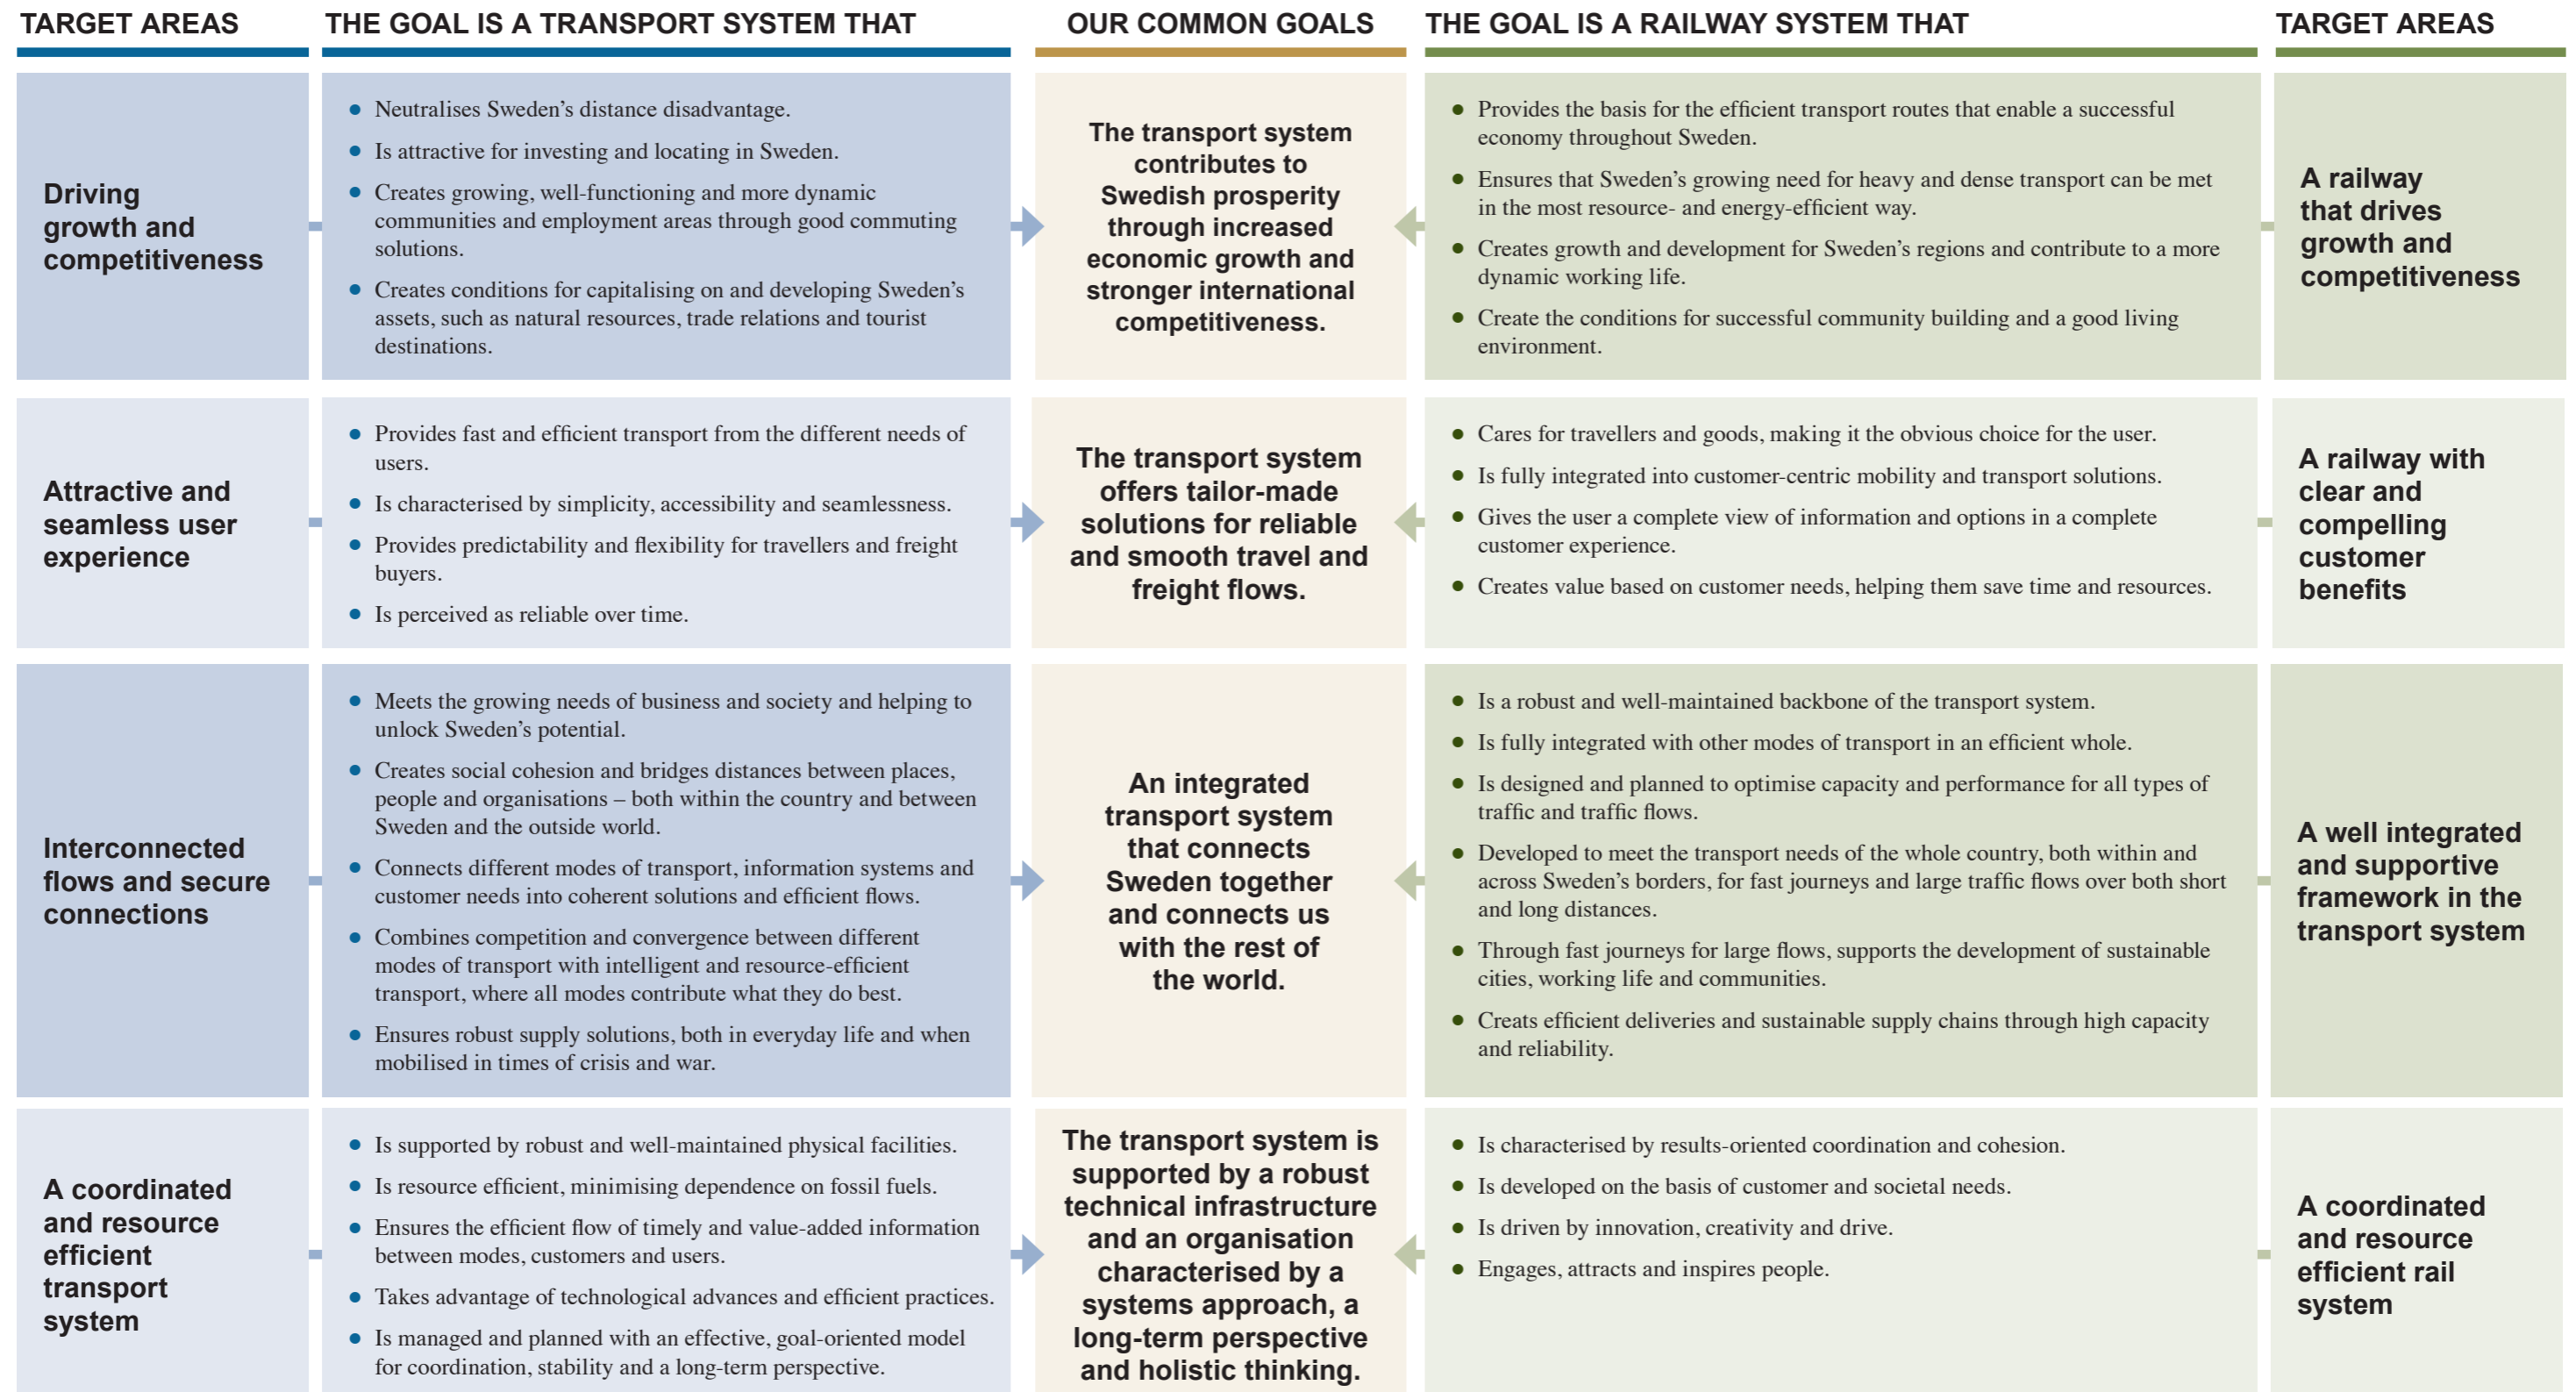 TARGET AREAS
THE GOAL IS A TRANSPORT SYSTEM THAT
OUR COMMON GOALS
THE GOAL IS A RAILWAY SYSTEM THAT
TARGET AREAS
Driving
growth and
competitiveness
• Neutralises Sweden’s distance disadvantage.
• Is attractive for investing and locating in Sweden.
• Creates growing, well-functioning and more dynamic
communities and employment areas through good commuting
solutions.
• Creates conditions for capitalising on and developing Sweden’s
assets, such as natural resources, trade relations and tourist
destinations.
The transport system
contributes to
Swedish prosperity
through increased
economic growth and
stronger international
competitiveness.
• Provides the basis for the efficient transport routes that enable a successful
economy throughout Sweden.
• Ensures that Sweden’s growing need for heavy and dense transport can be met
in the most resource- and energy-efficient way.
• Creates growth and development for Sweden’s regions and contribute to a more
dynamic working life.
• Create the conditions for successful community building and a good living
environment.
A railway
that drives
growth and
competitiveness
Attractive and
seamless user
experience
• Provides fast and efficient transport from the different needs of
users.
• Is characterised by simplicity, accessibility and seamlessness.
• Provides predictability and flexibility for travellers and freight
buyers.
• Is perceived as reliable over time.
The transport system
offers tailor-made
solutions for reliable
and smooth travel and
freight flows.
• Cares for travellers and goods, making it the obvious choice for the user.
• Is fully integrated into customer-centric mobility and transport solutions.
• Gives the user a complete view of information and options in a complete
customer experience.
• Creates value based on customer needs, helping them save time and resources.
A railway with
clear and
compelling
customer
benefits
Interconnected
flows and secure
connections
• Meets the growing needs of business and society and helping to
unlock Sweden’s potential.
• Creates social cohesion and bridges distances between places,
people and organisations – both within the country and between
Sweden and the outside world.
• Connects different modes of transport, information systems and
customer needs into coherent solutions and efficient flows.
• Combines competition and convergence between different
modes of transport with intelligent and resource-efficient
transport, where all modes contribute what they do best.
• Ensures robust supply solutions, both in everyday life and when
mobilised in times of crisis and war.
An integrated
transport system
that connects
Sweden together
and connects us
with the rest of
the world.
• Is a robust and well-maintained backbone of the transport system.
• Is fully integrated with other modes of transport in an efficient whole.
• Is designed and planned to optimise capacity and performance for all types of
traffic and traffic flows.
• Developed to meet the transport needs of the whole country, both within and
across Sweden’s borders, for fast journeys and large traffic flows over both short
and long distances.
• Through fast journeys for large flows, supports the development of sustainable
cities, working life and communities.
• Creats efficient deliveries and sustainable supply chains through high capacity
and reliability.
A well integrated
and supportive
framework in the
transport system
A coordinated
and resource
efficient
transport
system
• Is supported by robust and well-maintained physical facilities.
• Is resource efficient, minimising dependence on fossil fuels.
• Ensures the efficient flow of timely and value-added information
between modes, customers and users.
• Takes advantage of technological advances and efficient practices.
• Is managed and planned with an effective, goal-oriented model
for coordination, stability and a long-term perspective.
The transport system is
supported by a robust
technical infrastructure
and an organisation
characterised by a
systems approach, a
long-term perspective
and holistic thinking.
• Is characterised by results-oriented coordination and cohesion.
• Is developed on the basis of customer and societal needs.
• Is driven by innovation, creativity and drive.
• Engages, attracts and inspires people.
A coordinated
and resource
efficient rail
system